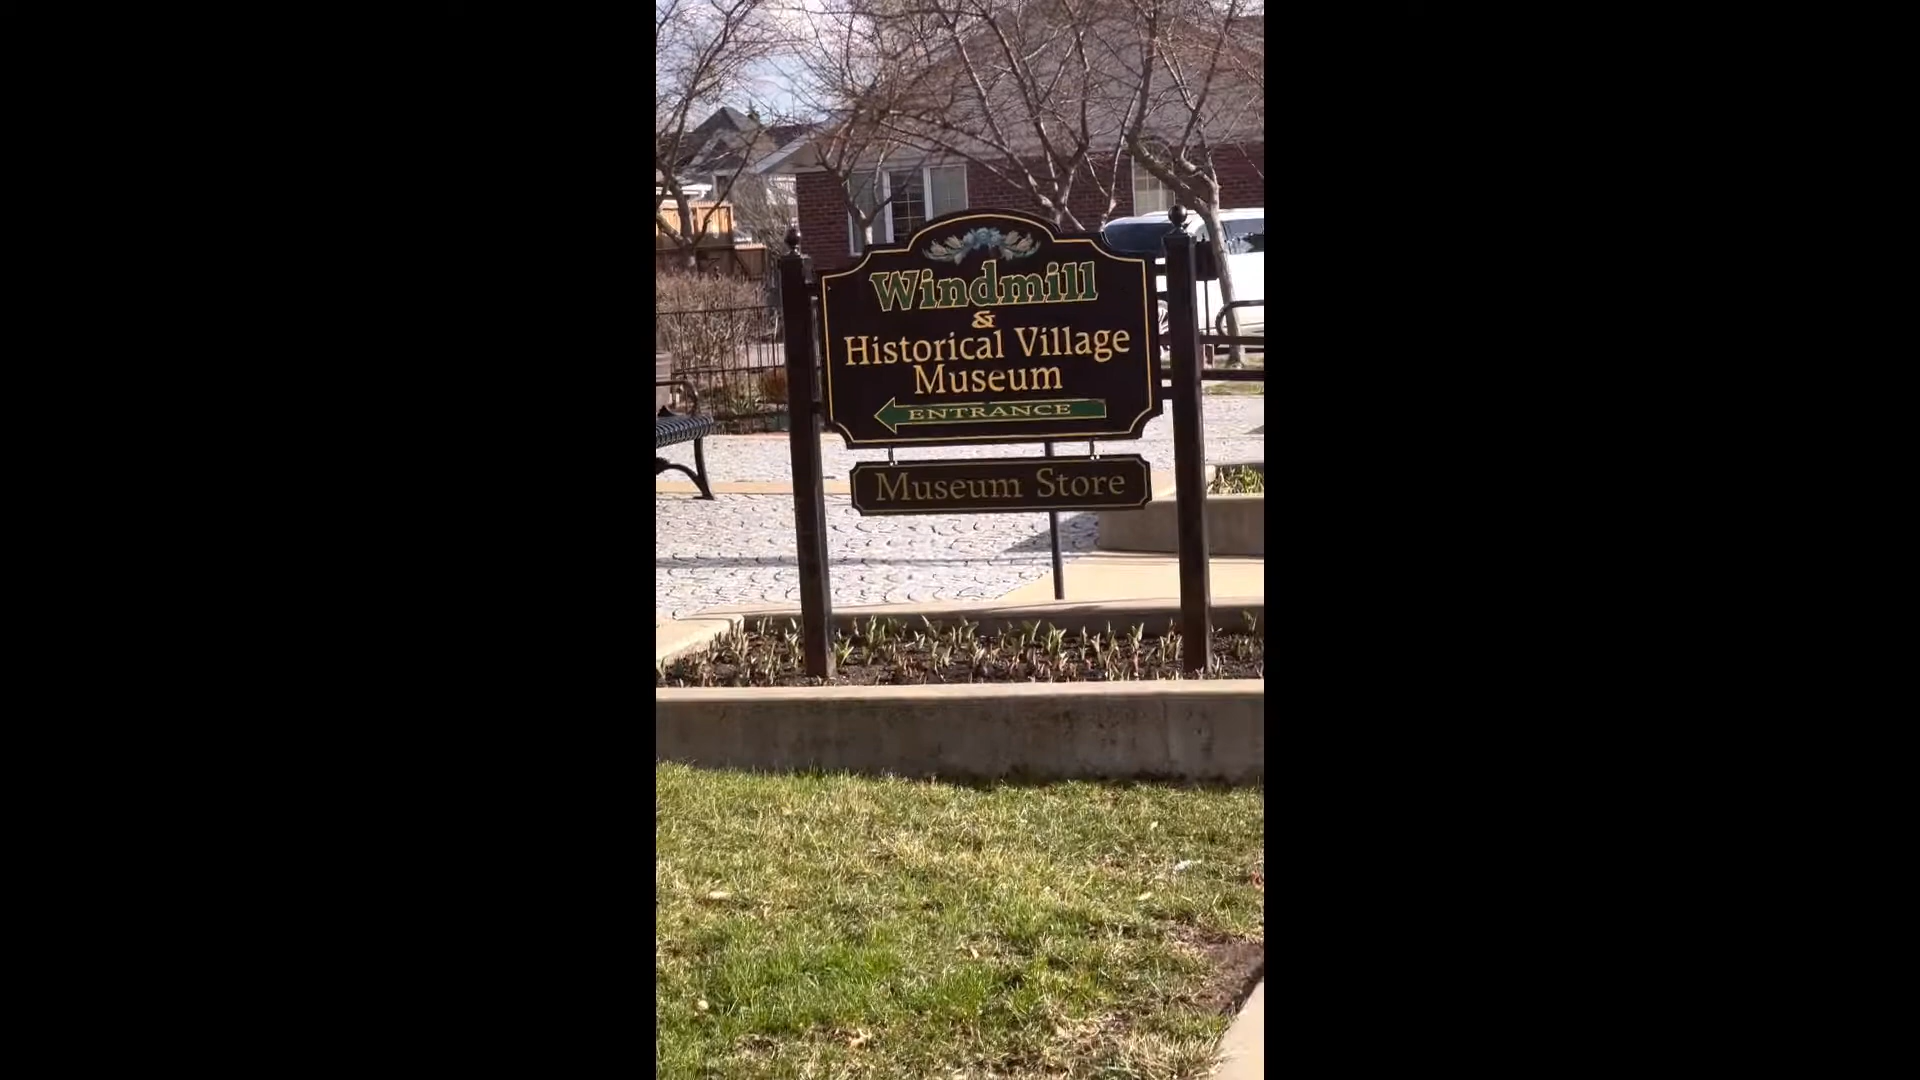 Windmill
&
Historical Village
Museum
ENTRANCE
Museum Store